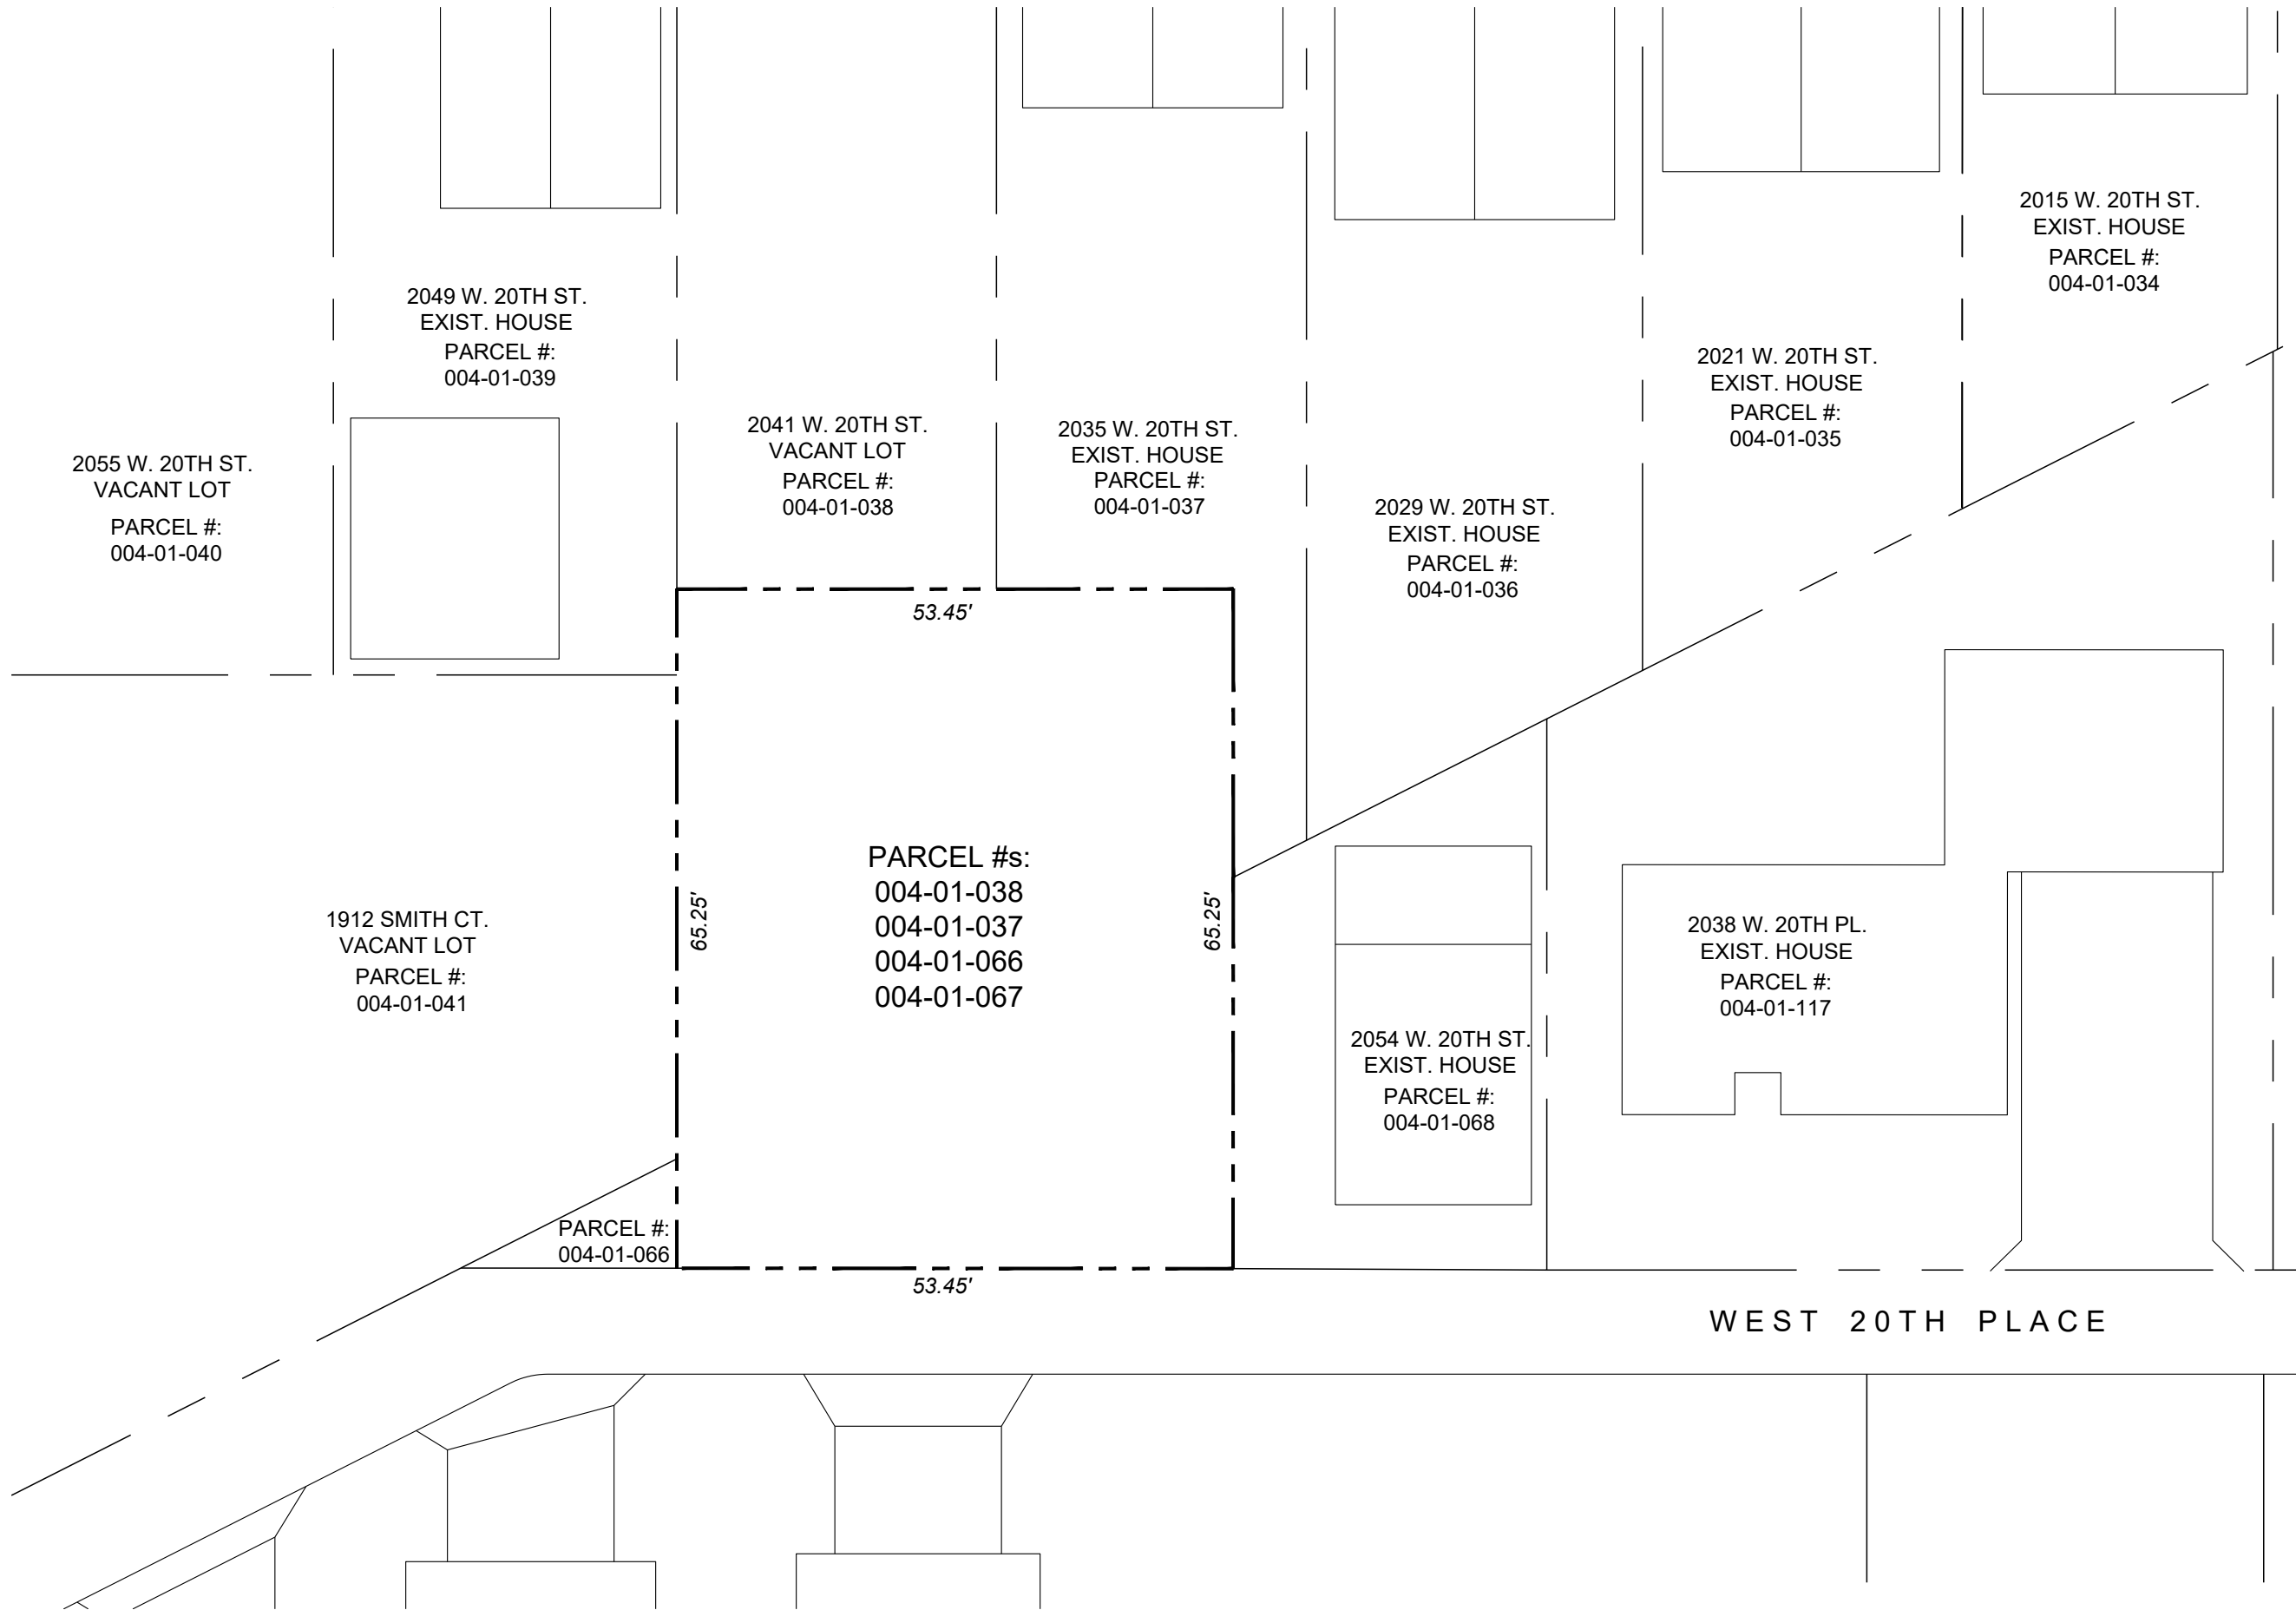 2015 W. 20TH ST.
EXIST. HOUSE
PARCEL #:
004-01-034
2049 W. 20TH ST.
EXIST. HOUSE
PARCEL #:
004-01-039
2021 W. 20TH ST.
EXIST. HOUSE
PARCEL #:
004-01-035
2041 W. 20TH ST.
VACANT LOT
PARCEL #:
004-01-038
2035 W. 20TH ST.
EXIST. HOUSE
PARCEL #:
004-01-037
2055 W. 20TH ST.
VACANT LOT
PARCEL #:
004-01-040
2029 W. 20TH ST.
EXIST. HOUSE
PARCEL #:
004-01-036
53.45'
PARCEL #s:
004-01-038
004-01-037
004-01-066
004-01-067
65.25'
65.25'
1912 SMITH CT.
VACANT LOT
PARCEL #:
004-01-041
2038 W. 20TH PL.
EXIST. HOUSE
PARCEL #:
004-01-117
2054 W. 20TH ST.
EXIST. HOUSE
PARCEL #:
004-01-068
PARCEL #:
004-01-066
53.45'
WEST 20TH PLACE